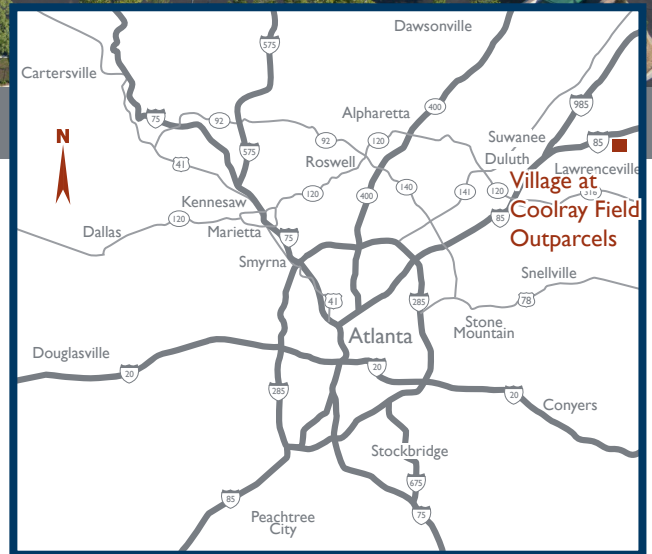 575
Dawsonville
Cartersville
400
985
75
92
Alpharetta
92
120
Suwanee
85
575
Duluth
41
Roswell
Lawrenceville
120
400
140
141
120
316
Village at
Coolray Field
Outparcels
N
Kennesaw
120
Marietta
85
Dallas
75
Smyrna
Snellville
41
285
78
Stone
Mountain
Atlanta
Douglasville
20
20
285
20
Conyers
Stockbridge
675
85
75
Peachtree
City